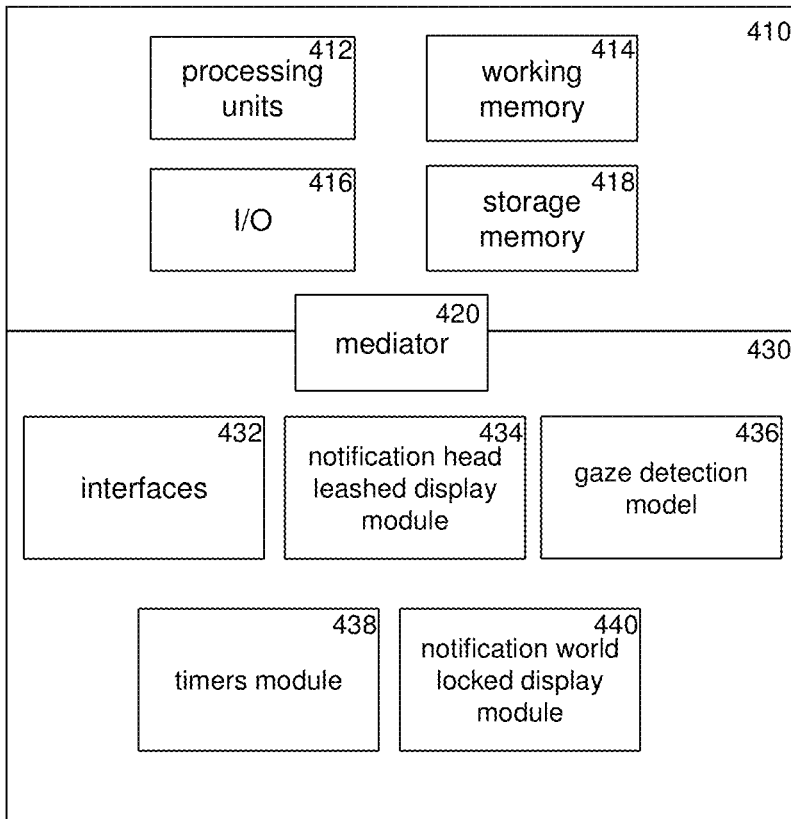 410
412
processing
units
414
working
memory
416
I/O
418
storage
memory
420
mediator
430
432
interfaces
434
notification head
leashed display
module
436
gaze detection
model
438
timers module
440
notification world
locked display
module